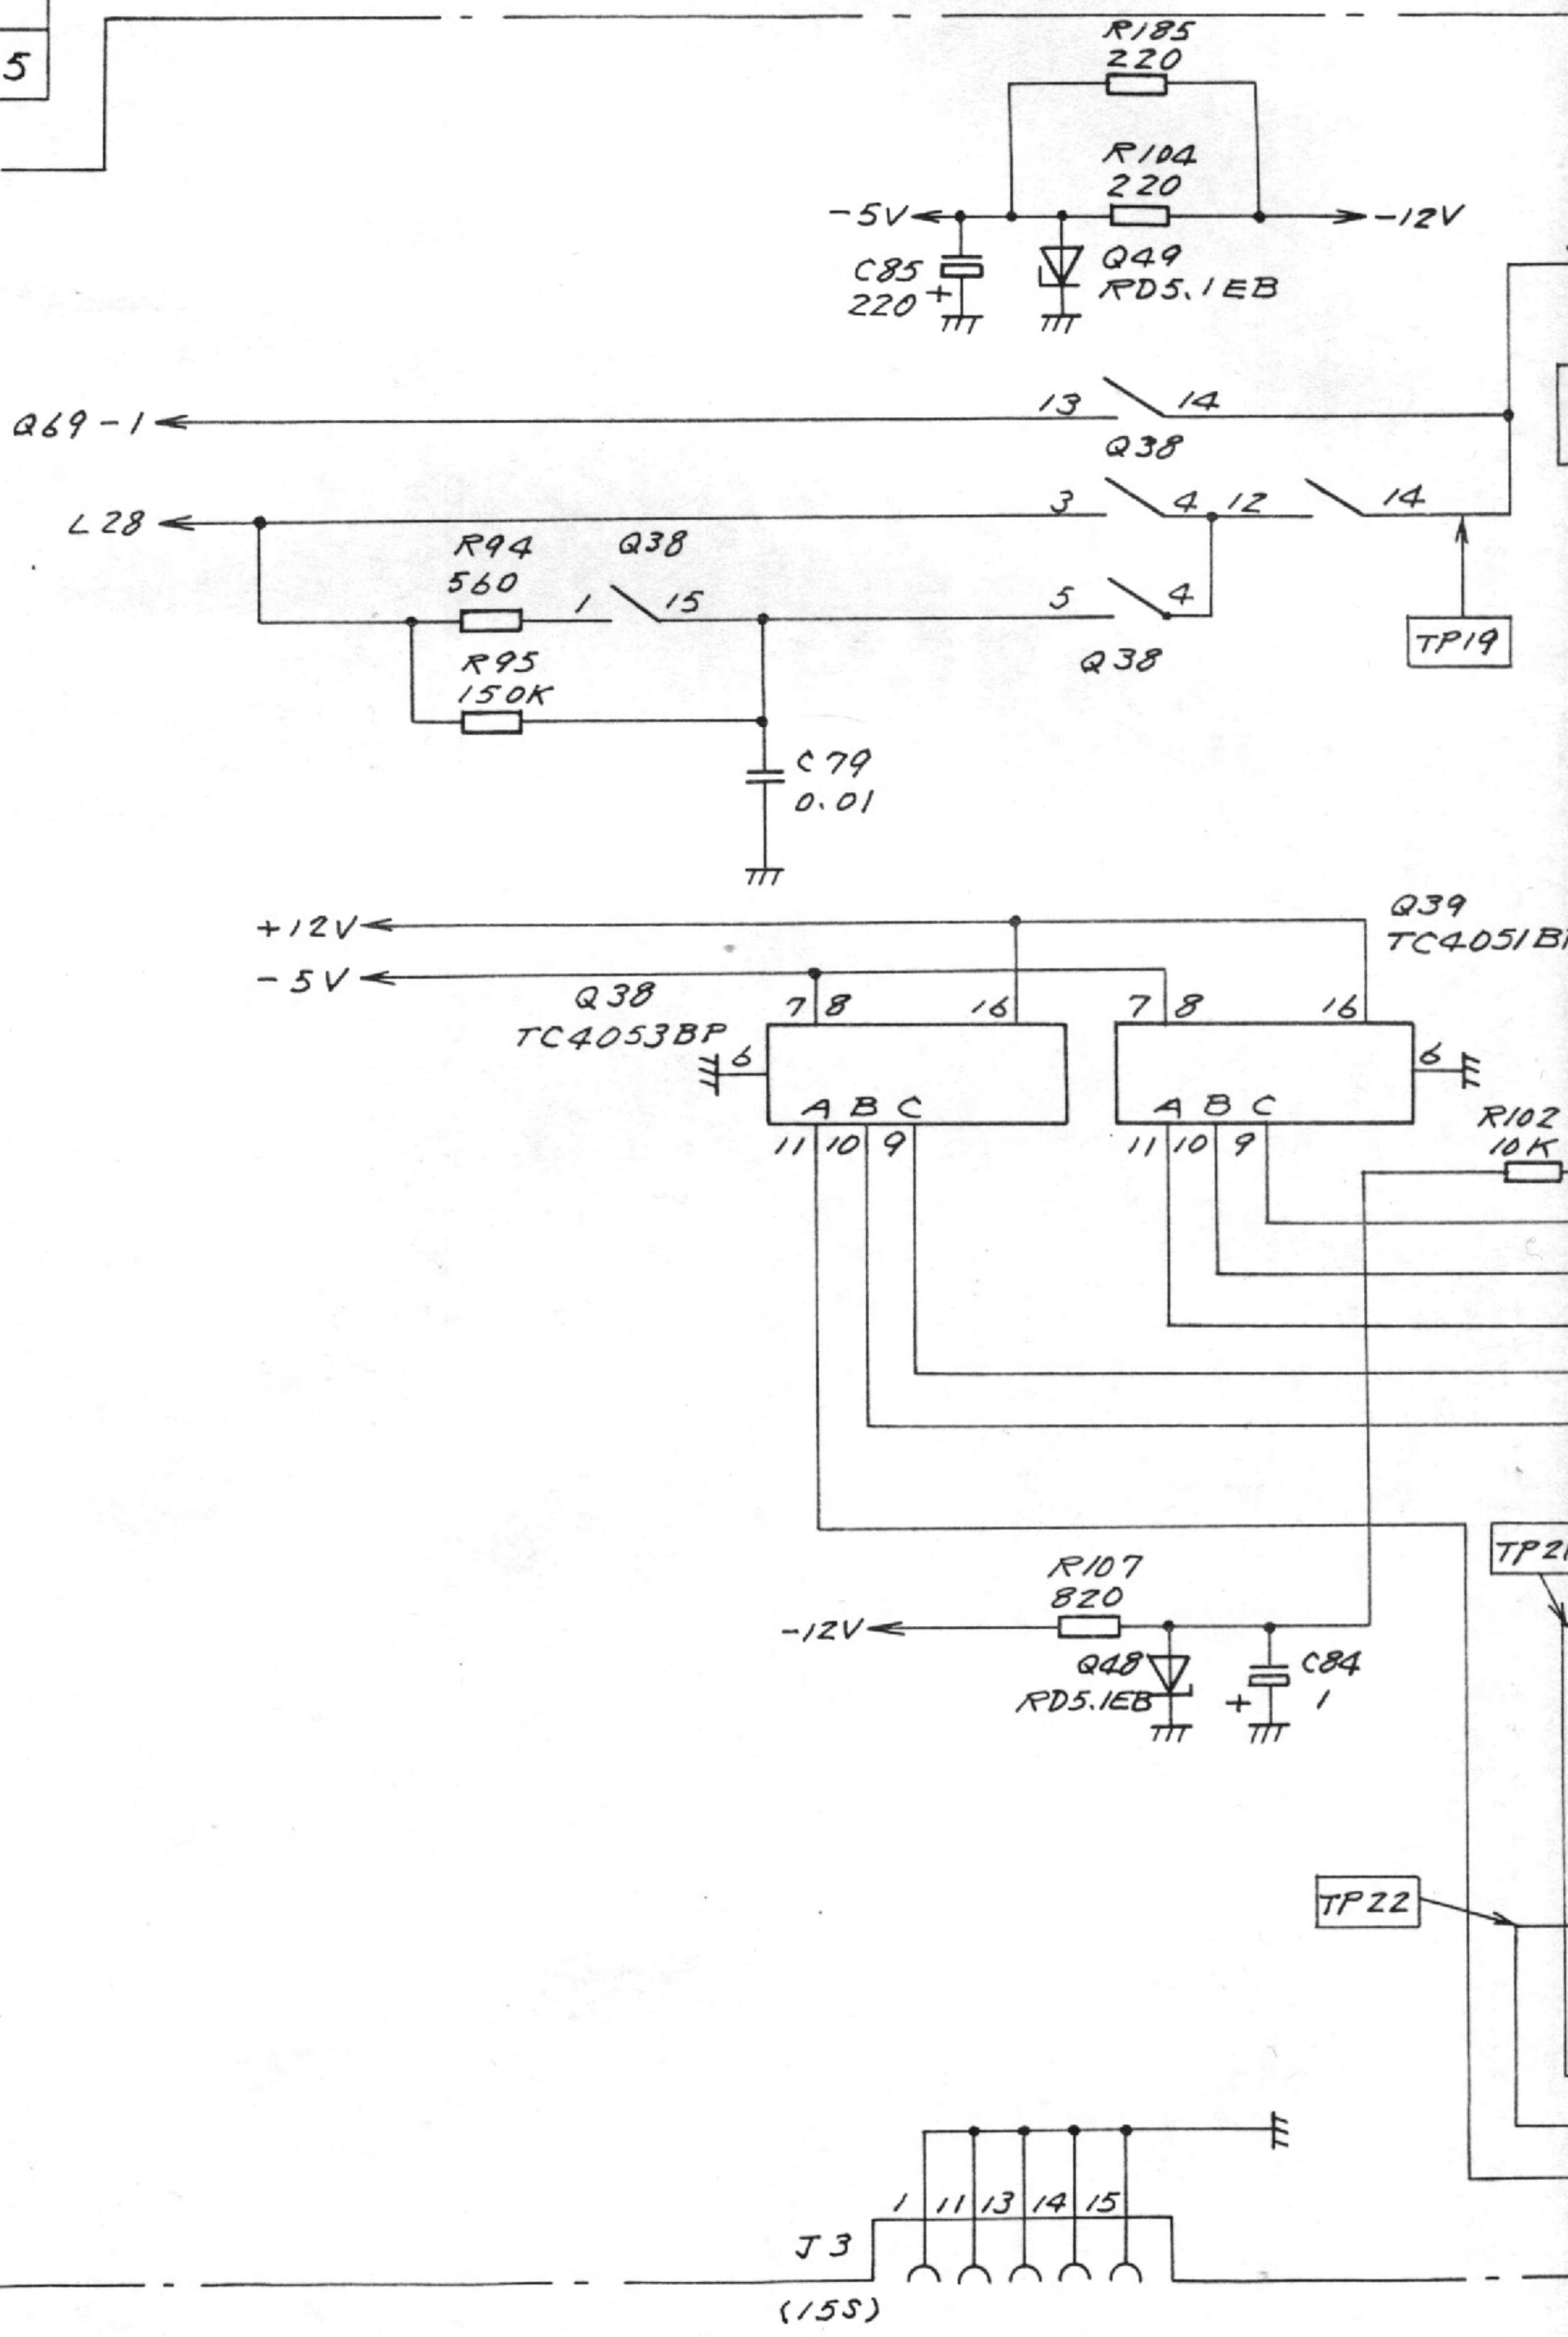 5
R185
220
R104
220
-5V
-12V
C85
220 +
Q49
RD5.1EB
Q69-1
13
14
Q38
L28
3
4
12
14
R94
560
Q38
1
15
5
4
Q38
TP19
R95
150K
C79
0.01
+12V
-5V
Q39
TC4051B
Q38
TC4053BP
7
8
16
7
8
16
6
6
A B C
A B C
11
10
9
11
10
9
R102
10K
TP2
R107
820
-12V
Q48
RD5.1EB
C84
+
1
TP22
1
11
13
14
15
J3
(15S)